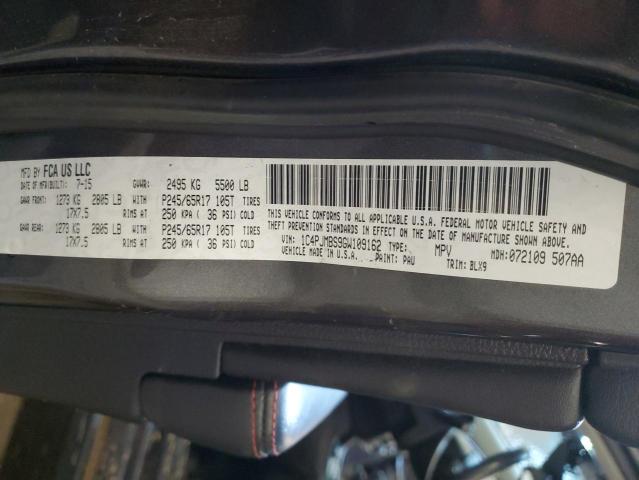 MFD BY FCA US LLC
DATE OF MFR(BUILT): 7-15 GVWR: 2495 KG 5500 LB
GAWR FRONT: 1273 KG 2805 LB WITH P245/65R17 105T TIRES
17X7.5 RIMS AT 250 KPA ( 36 PSI) COLD
GAWR REAR: 1273 KG 2805 LB WITH P245/65R17 105T TIRES
17X7.5 RIMS AT 250 KPA ( 36 PSI) COLD
THIS VEHICLE CONFORMS TO ALL APPLICABLE U.S.A. FEDERAL MOTOR VEHICLE SAFETY AND
THEFT PREVENTION STANDARDS IN EFFECT ON THE DATE OF MANUFACTURE SHOWN ABOVE.
VIN: 1C4PJMBS9GW109162 TYPE: MPV MDH:072109 507AA
VEHICLE MADE IN U.S.A. PAINT: PAU TRIM: BLX9